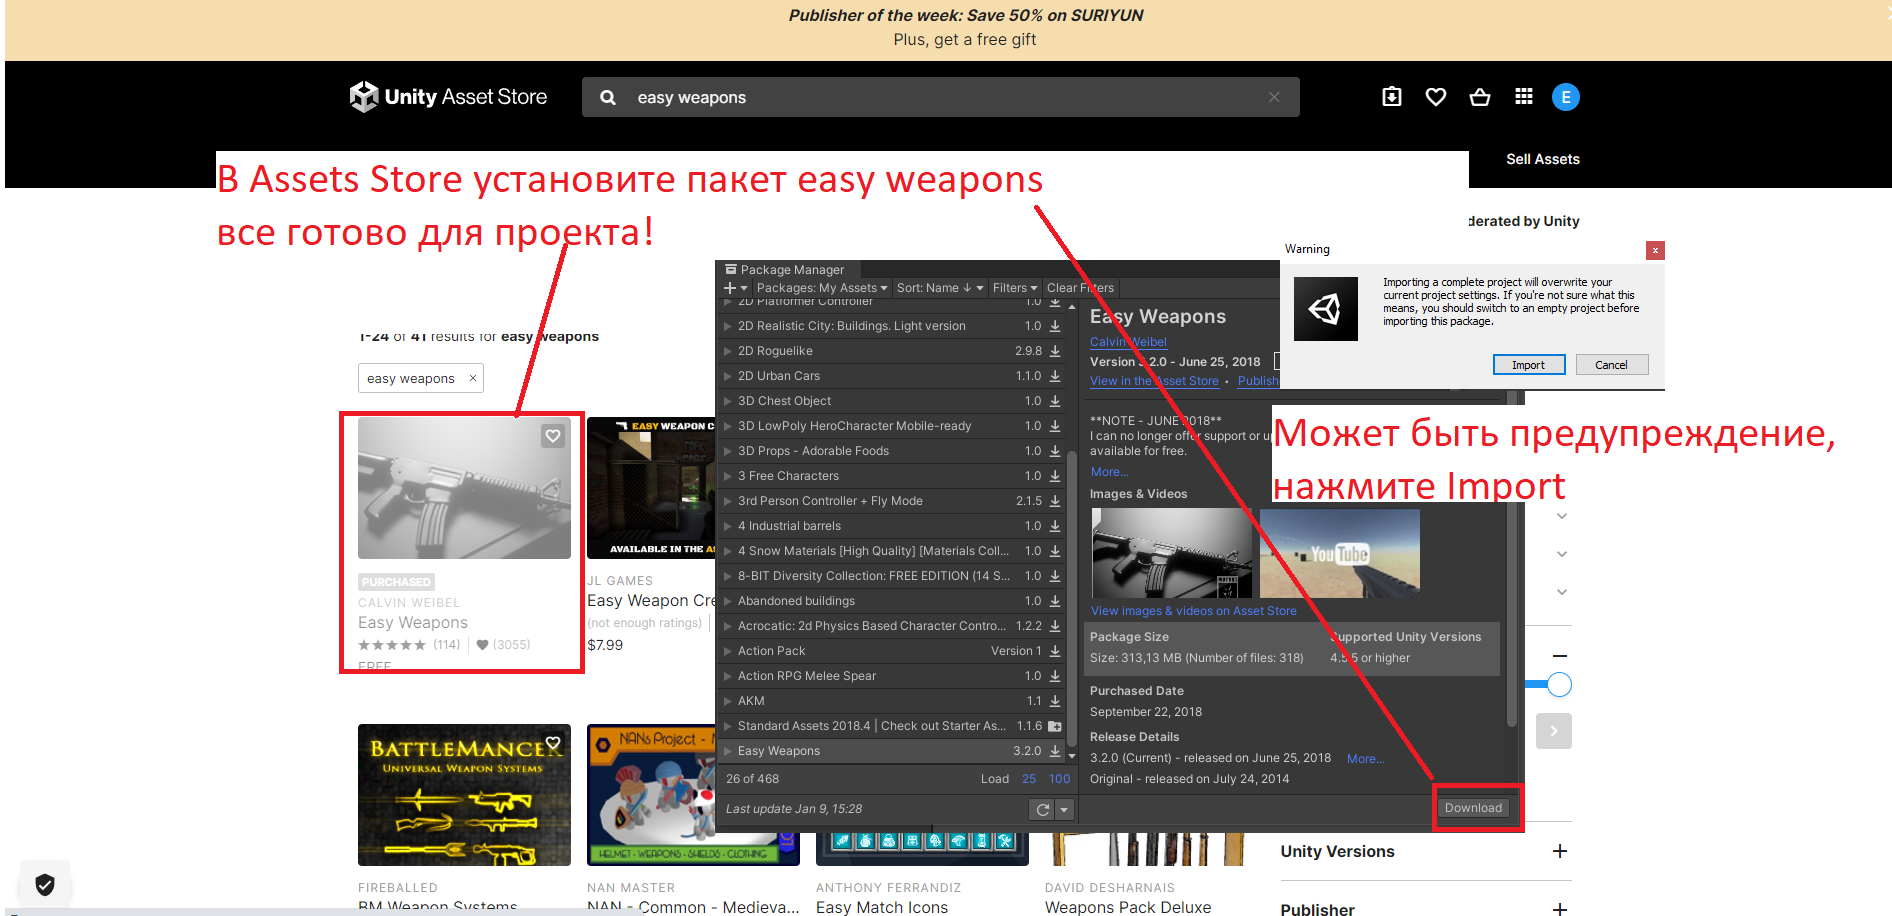 Publisher of the week: Save 50% on SURIYUN
Plus, get a free gift
Unity Asset Store
easy weapons
E
Sell Assets
В Assets Store установите пакет easy weapons
все готово для проекта!
derated by Unity
1-24 of 41 results for easy weapons
easy weapons ×
PURCHASED
CALVIN WEIBEL
Easy Weapons
(114)
(3055)
FREE
EASY WEAPON C
AVAILABLE IN THE AS
JL GAMES
Easy Weapon Cre
(not enough ratings)
$7.99
Package Manager
Packages: My Assets
Sort: Name ↓
Filters
Clear Filters
2D Platformer Controller 1.0
2D Realistic City: Buildings. Light version 1.0
2D Roguelike 2.9.8
2D Urban Cars 1.1.0
3D Chest Object 1.0
3D LowPoly HeroCharacter Mobile-ready 1.0
3D Props - Adorable Foods 1.0
3 Free Characters 1.0
3rd Person Controller + Fly Mode 2.1.5
4 Industrial barrels 1.0
4 Snow Materials [High Quality] [Materials Coll... 1.0
8-BIT Diversity Collection: FREE EDITION (14 S... 1.0
Abandoned buildings 1.0
Acrocatic: 2d Physics Based Character Contro... 1.2.2
Action Pack Version 1
Action RPG Melee Spear 1.0
AKM 1.1
Standard Assets 2018.4 | Check out Starter As... 1.1.6
Easy Weapons 3.2.0
26 of 468
Load 25 100
Last update Jan 9, 15:28
Easy Weapons
Calvin Weibel
Version 3.2.0 - June 25, 2018
View in the Asset Store • Publish
**NOTE - JUNE 2018**
I can no longer offer support or up
available for free.
More...
Images & Videos
YouTube
View images & videos on Asset Store
Package Size
Size: 313,13 MB (Number of files: 318)
Supported Unity Versions
4.5.5 or higher
Purchased Date
September 22, 2018
Release Details
3.2.0 (Current) - released on June 25, 2018 More...
Original - released on July 24, 2014
Download
Warning
Importing a complete project will overwrite your
current project settings. If you're not sure what this
means, you should switch to an empty project before
importing this package.
Import
Cancel
Может быть предупреждение,
нажмите Import
BATTLEMANCER
UNIVERSAL WEAPON SYSTEMS
FIREBALLED
BM Weapon Systems
NANs Project - M
HELMET - WEAPONS - SHIELDS - CLOTHING
NAN MASTER
NAN - Common - Medieva...
ANTHONY FERRANDIZ
Easy Match Icons
DAVID DESHARNAIS
Weapons Pack Deluxe
Unity Versions
Publisher